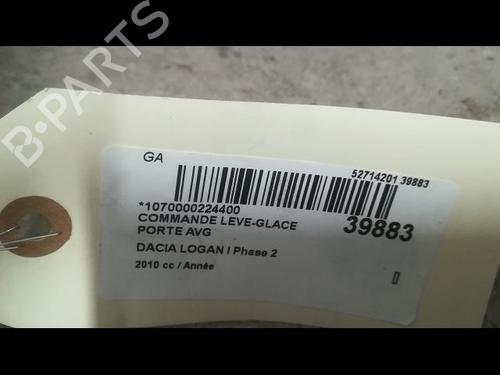 B-PARTS
GA
52714201 39883
*1070000224400
COMMANDE LEVE-GLACE
PORTE AVG
39883
DACIA LOGAN I Phase 2
2010 cc / Année